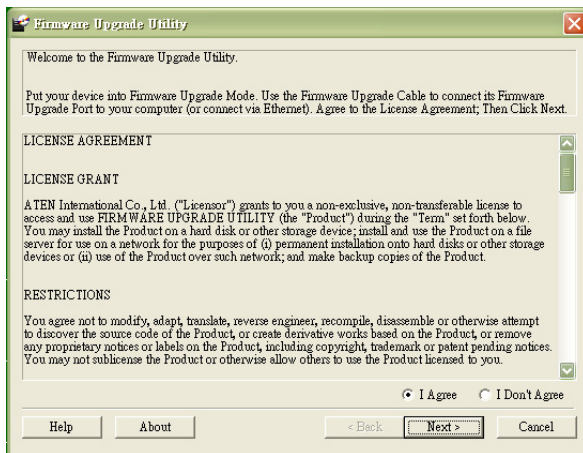 Firmware Upgrade Utility
Welcome to the Firmware Upgrade Utility.
Put your device into Firmware Upgrade Mode. Use the Firmware Upgrade Cable to connect its Firmware
Upgrade Port to your computer (or connect via Ethernet). Agree to the License Agreement; Then Click Next.
LICENSE AGREEMENT
LICENSE GRANT
ATEN International Co., Ltd. ("Licensor") grants to you a non-exclusive, non-transferable license to
access and use FIRMWARE UPGRADE UTILITY (the "Product") during the "Term" set forth below.
You may install the Product on a hard disk or other storage device; install and use the Product on a file
server for use on a network for the purposes of (i) permanent installation onto hard disks or other storage
devices or (ii) use of the Product over such network; and make backup copies of the Product.
RESTRICTIONS
You agree not to modify, adapt, translate, reverse engineer, recompile, disassemble or otherwise attempt
to discover the source code of the Product, or create derivative works based on the Product, or remove
any proprietary notices or labels on the Product, including copyright, trademark or patent pending notices.
You may not sublicense the Product or otherwise allow others to use the Product licensed to you.
I Agree I Don't Agree
Help About < Back Next > Cancel